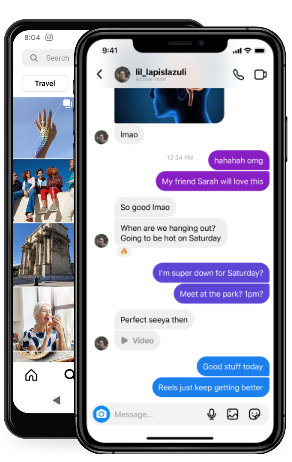 8:04
Search
Travel
9:41
lil_lapislazuli
Active now
lmao
12:34 PM
hahahah omg
My friend Sarah will love this
So good lmao
When are we hanging out?
Going to be hot on Saturday
🔥
I'm super down for Saturday?
Meet at the park? 1pm?
Perfect seeya then
Video
Good stuff today
Reels just keep getting better
Message...